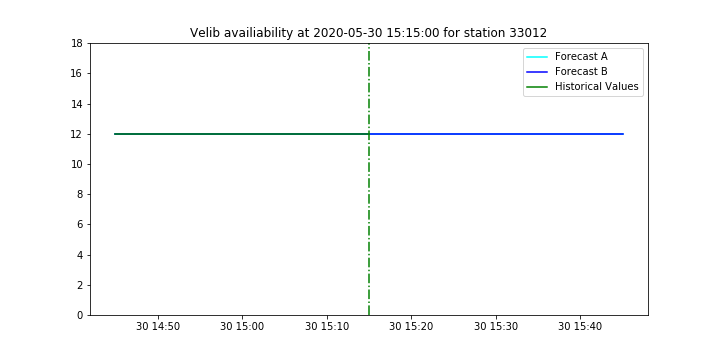 Velib availiability at 2020-05-30 15:15:00 for station 33012
18
16
14
12
10
8
6
4
2
0
Forecast A
Forecast B
Historical Values
30 14:50 30 15:00 30 15:10 30 15:20 30 15:30 30 15:40